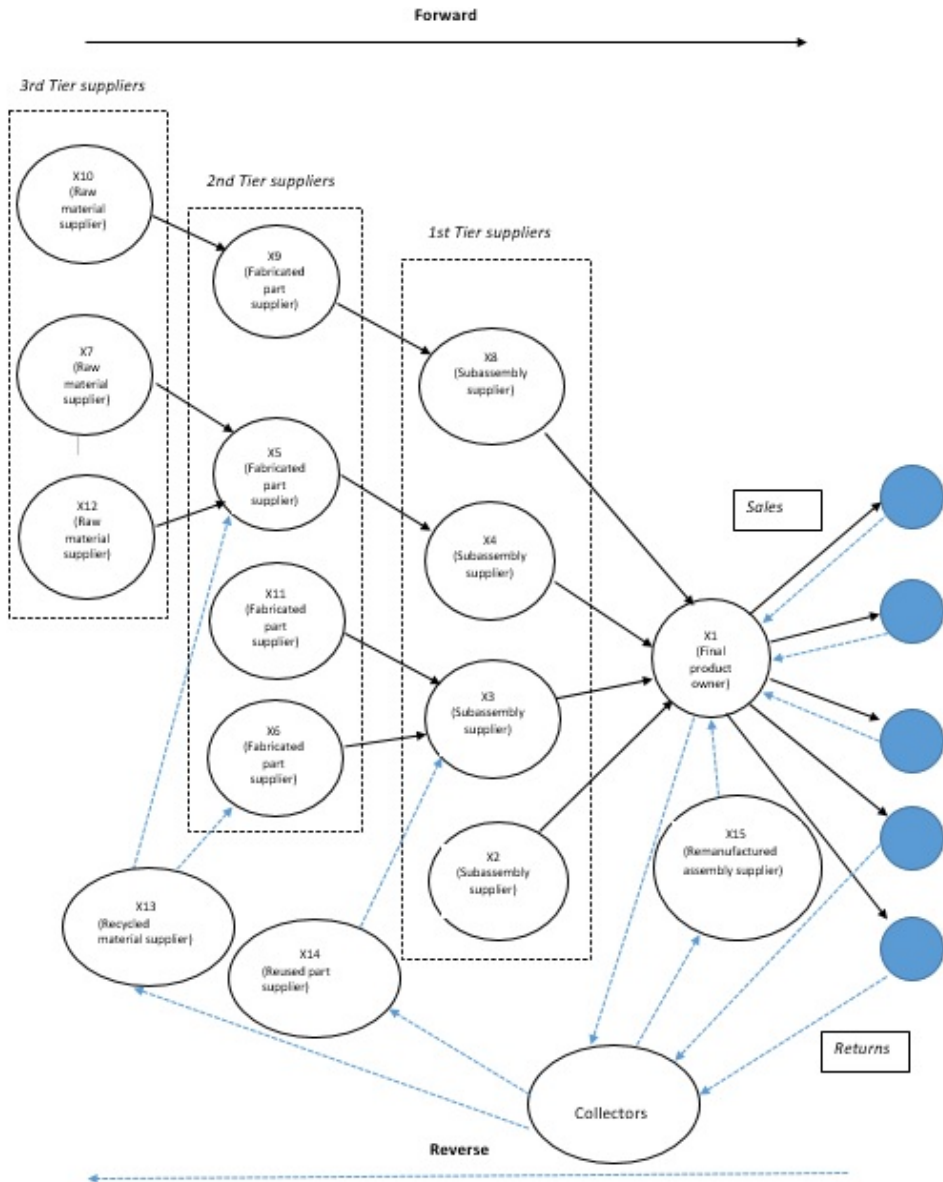 Forward
3rd Tier suppliers
X10
(Raw
material
supplier)
2nd Tier suppliers
X9
(Fabricated
part
supplier)
1st Tier suppliers
X7
(Raw
material
supplier)
X8
(Subassembly
supplier)
X5
(Fabricated
part
supplier)
X12
(Raw
material
supplier)
Sales
X4
(Subassembly
supplier)
X11
(Fabricated
part
supplier)
X1
(Final
product
owner)
X3
(Subassembly
supplier)
X6
(Fabricated
part
supplier)
X15
(Remanufactured
assembly supplier)
X2
(Subassembly
supplier)
X13
(Recycled
material supplier)
X14
(Reused part
supplier)
Returns
Collectors
Reverse